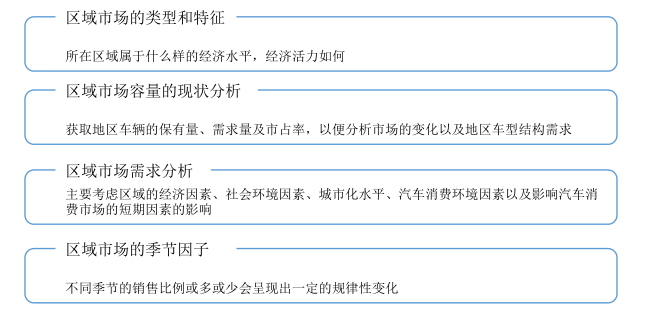 区域市场的类型和特征
所在区域属于什么样的经济水平，经济活力如何
区域市场容量的现状分析
获取地区车辆的保有量、需求量及市占率，以便分析市场的变化以及地区车型结构需求
区域市场需求分析
主要考虑区域的经济因素、社会环境因素、城市化水平、汽车消费环境因素以及影响汽车消
费市场的短期因素的影响
区域市场的季节因子
不同季节的销售比例或多或少会呈现出一定的规律性变化